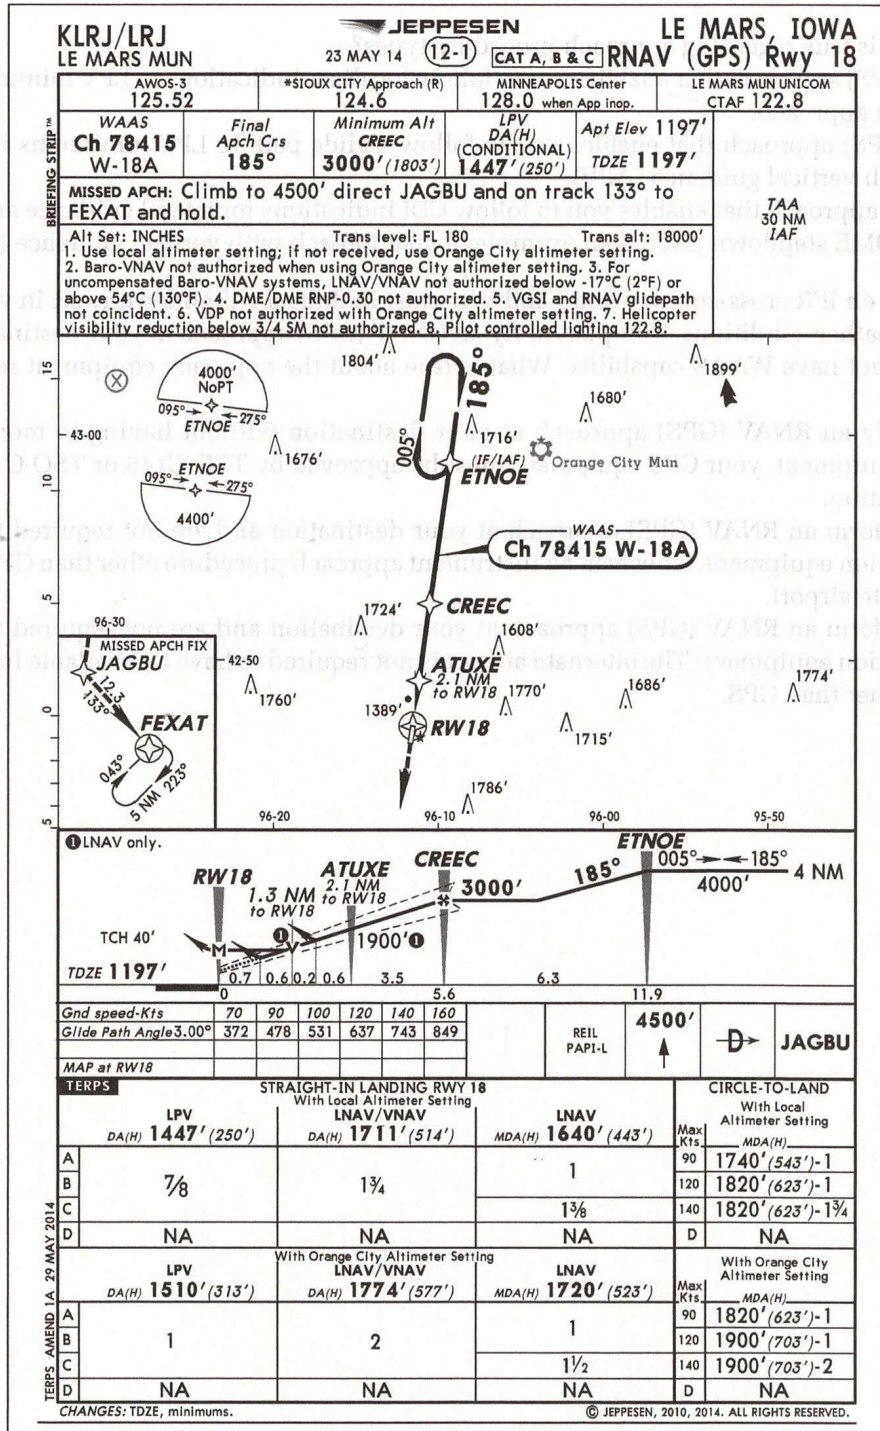 KLRJ/LRJ
LE MARS MUN
JEPPESEN
23 MAY 14
12-1
CAT A, B & C
LE MARS, IOWA
RNAV (GPS) Rwy 18
AWOS-3
125.52
*SIOUX CITY Approach (R)
124.6
MINNEAPOLIS Center
128.0 when App inop.
LE MARS MUN UNICOM
CTAF 122.8
BRIEFING STRIP™
WAAS
Ch 78415
W-18A
Final
Apch Crs
185°
Minimum Alt
CREEC
3000' (1803')
LPV
DA(H)
(CONDITIONAL)
1447' (250')
Apt Elev 1197'
TDZE 1197'
MISSED APCH: Climb to 4500' direct JAGBU and on track 133° to
FEXAT and hold.
TAA
30 NM
IAF
Alt Set: INCHES Trans level: FL 180 Trans alt: 18000'
1. Use local altimeter setting; if not received, use Orange City altimeter setting.
2. Baro-VNAV not authorized when using Orange City altimeter setting. 3. For
uncompensated Baro-VNAV systems, LNAV/VNAV not authorized below -17°C (2°F) or
above 54°C (130°F). 4. DME/DME RNP-0.30 not authorized. 5. VGSI and RNAV glidepath
not coincident. 6. VDP not authorized with Orange City altimeter setting. 7. Helicopter
visibility reduction below 3/4 SM not authorized. 8. Pilot controlled lighting 122.8.
15
4000'
NoPT
095°
275°
ETNOE
1804'
185°
005°
1899'
1680'
43-00
1676'
1716'
(IF/IAF)
ETNOE
Orange City Mun
10
ETNOE
095°
275°
4400'
WAAS
Ch 78415 W-18A
5
CREEC
96-30
MISSED APCH FIX
JAGBU
12.3
133°
FEXAT
043°
223°
5 NM
42-50
1724'
1608'
ATUXE
2.1 NM
to RW18
1760'
1770'
1686'
1774'
0
1389'
RW18
1715'
1786'
5
96-20
96-10
96-00
95-50
1 LNAV only.
RW18
1.3 NM
to RW18
ATUXE
2.1 NM
to RW18
CREEC
3000'
185°
ETNOE
005°
185°
4000'
4 NM
TCH 40'
M
1
V
1900' 1
TDZE 1197'
0.7
0.6
0.2
0.6
3.5
6.3
0
5.6
11.9
Gnd speed-Kts 70 90 100 120 140 160
Glide Path Angle 3.00° 372 478 531 637 743 849
MAP at RW18
REIL
PAPI-L
4500'
D
JAGBU
TERPS
STRAIGHT-IN LANDING RWY 18
With Local Altimeter Setting
LPV
DA(H) 1447' (250')
LNAV/VNAV
DA(H) 1711' (514')
LNAV
MDA(H) 1640' (443')
CIRCLE-TO-LAND
With Local
Altimeter Setting
Max
Kts
MDA(H)
A
B
C
D
7/8
1 3/4
1
1 3/8
NA
NA
NA
90 1740' (543')-1
120 1820' (623')-1
140 1820' (623')-1 3/4
D NA
With Orange City Altimeter Setting
LPV
DA(H) 1510' (313')
LNAV/VNAV
DA(H) 1774' (577')
LNAV
MDA(H) 1720' (523')
With Orange City
Altimeter Setting
Max
Kts
MDA(H)
A
B
C
D
1
2
1
1 1/2
NA
NA
NA
90 1820' (623')-1
120 1900' (703')-1
140 1900' (703')-2
D NA
TERPS AMEND 1A 29 MAY 2014
CHANGES: TDZE, minimums.
© JEPPESEN, 2010, 2014. ALL RIGHTS RESERVED.